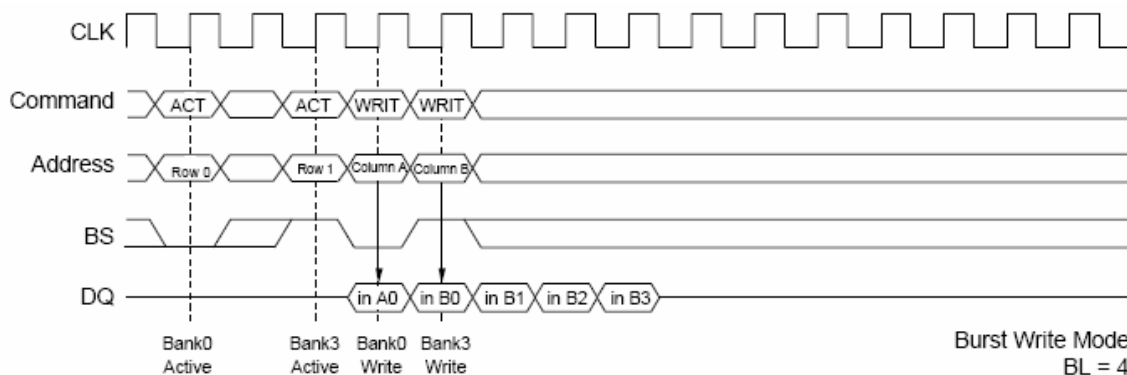 CLK
Command ACT ACT WRIT WRIT
Address Row 0 Row 1 Column A Column B
BS
DQ in A0 in B0 in B1 in B2 in B3
Bank0 Bank3 Bank0 Bank3
Active Active Write Write
Burst Write Mode
BL = 4